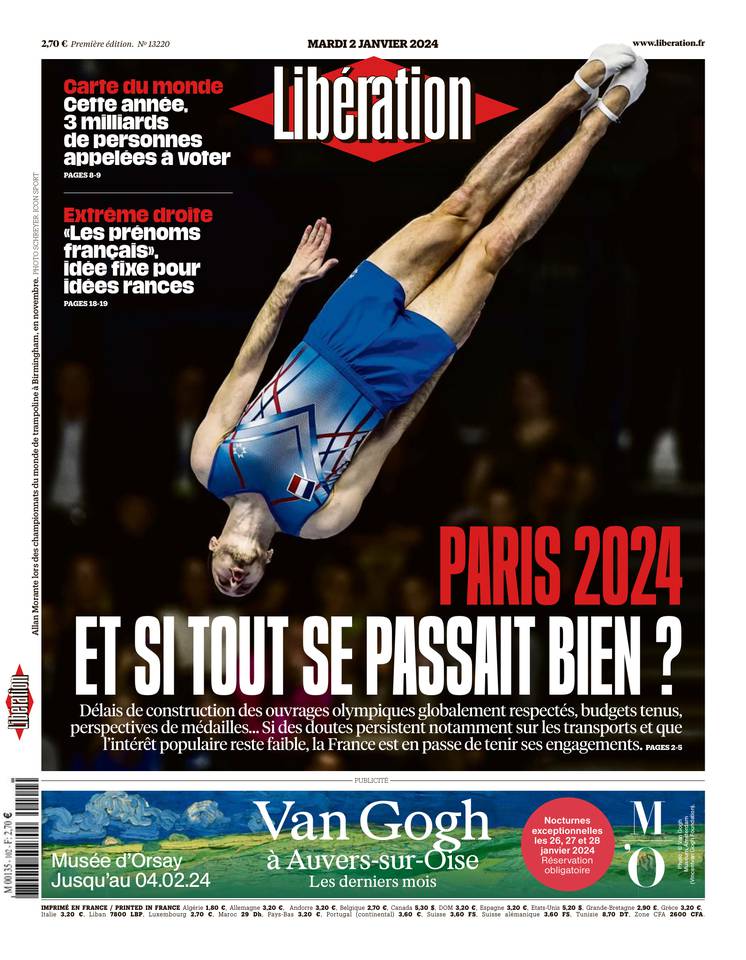 2,70 € Première édition. No 13220
MARDI 2 JANVIER 2024
www.liberation.fr
Libération
Carte du monde
Cette année,
3 milliards
de personnes
appelées à voter
PAGES 8-9
Extrême droite
«Les prénoms
français»,
idée fixe pour
idées rances
PAGES 18-19
Allan Morante lors des championnats du monde de trampoline à Birmingham, en novembre. PHOTO SCHREYER. ICON SPORT
PARIS 2024
ET SI TOUT SE PASSAIT BIEN ?
Délais de construction des ouvrages olympiques globalement respectés, budgets tenus,
perspectives de médailles... Si des doutes persistent notamment sur les transports et que
l’intérêt populaire reste faible, la France est en passe de tenir ses engagements. PAGES 2-5
Libération
M 00135 - 102 - F: 2,70 €
PUBLICITÉ
Van Gogh
à Auvers-sur-Oise
Les derniers mois
Musée d’Orsay
Jusqu’au 04.02.24
Nocturnes
exceptionnelles
les 26, 27 et 28
janvier 2024
Réservation
obligatoire
M
’O
Photo : © Van Gogh
Museum, Amsterdam
(Vincent van Gogh Foundation).
IMPRIMÉ EN FRANCE / PRINTED IN FRANCE Algérie 1,80 €, Allemagne 3,20 €, Andorre 3,20 €, Belgique 2,70 €, Canada 5,30 $, DOM 3,20 €, Espagne 3,20 €, Etats-Unis 5,20 $, Grande-Bretagne 2,90 £, Grèce 3,20 €,
Italie 3,20 €, Liban 7800 LBP, Luxembourg 2,70 €, Maroc 29 Dh, Pays-Bas 3,20 €, Portugal (continental) 3,60 €, Suisse 3,60 FS, Suisse alémanique 3,60 FS, Tunisie 8,70 DT, Zone CFA 2600 CFA.